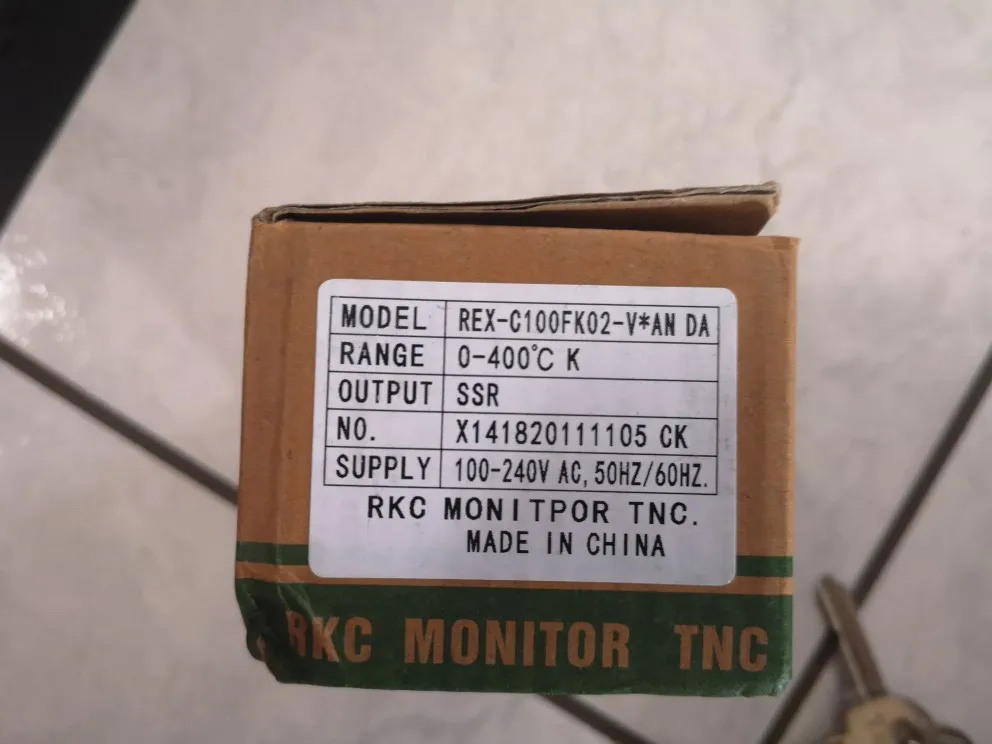 MODEL REX-C100FK02-V*AN DA
RANGE 0-400℃ K
OUTPUT SSR
NO. X141820111105 CK
SUPPLY 100-240V AC, 50HZ/60HZ.
RKC MONITPOR TNC.
MADE IN CHINA
RKC MONITOR TNC